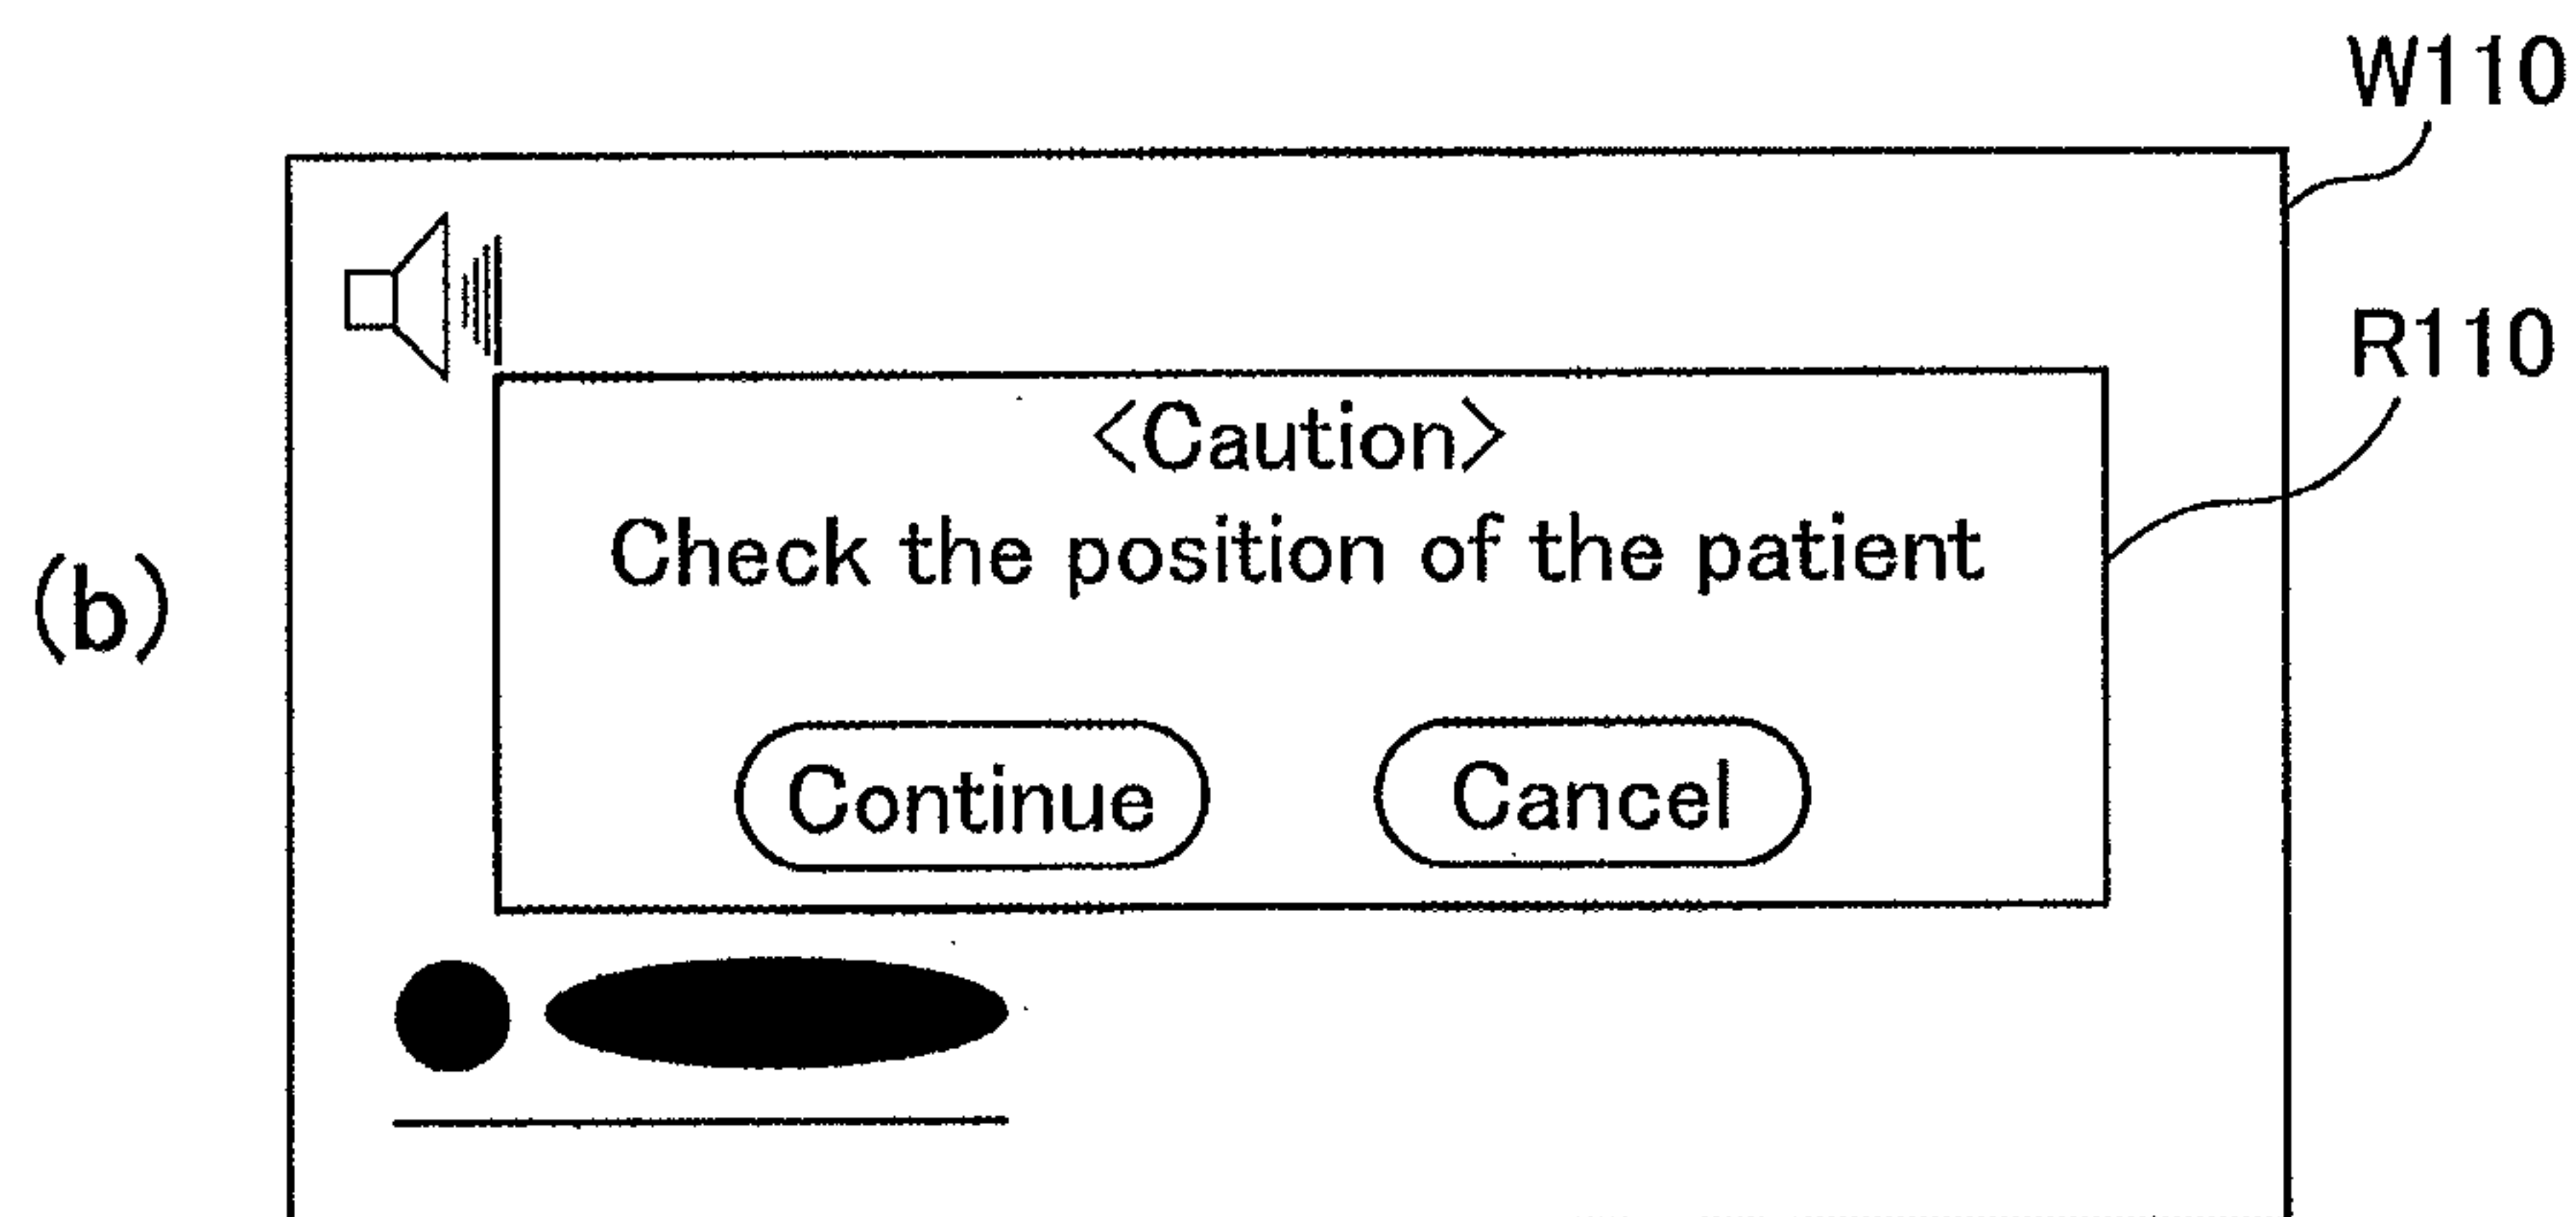 W110
R110
<Caution>
Check the position of the patient
(b)
Continue Cancel